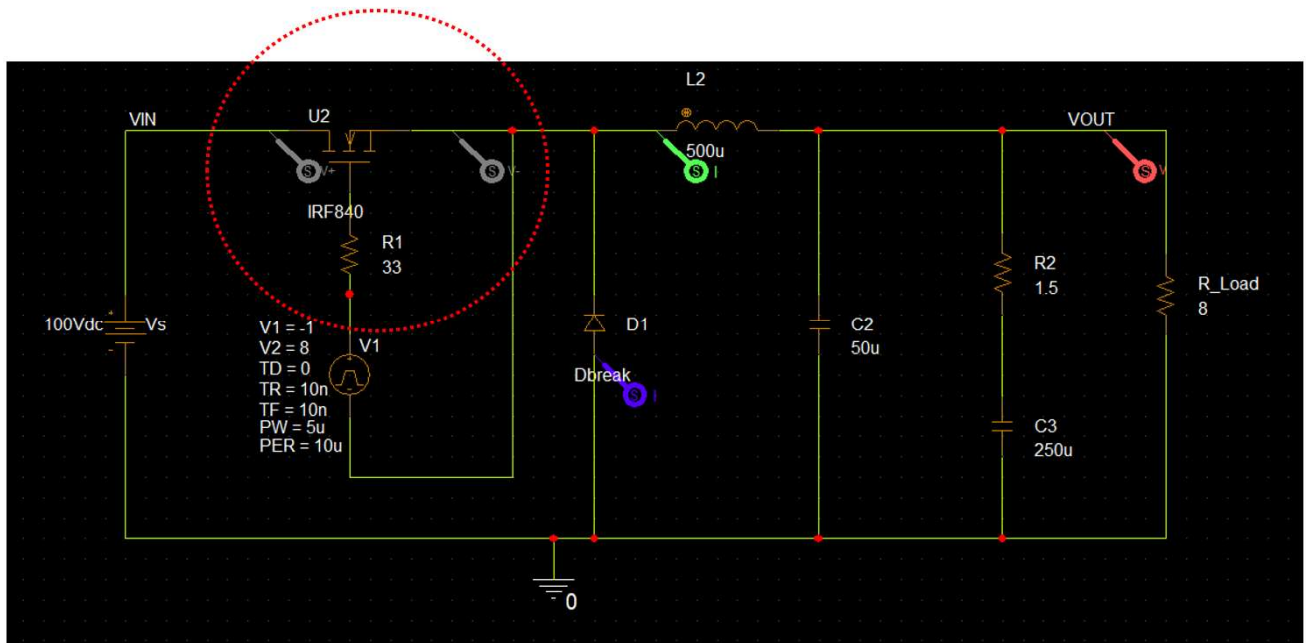 L2
U2
VIN
VOUT
500u
V+
V-
I
V
IRF840
R1
33
R2
1.5
R_Load
8
100Vdc
+
-
Vs
V1 = -1
V2 = 8
TD = 0
TR = 10n
TF = 10n
PW = 5u
PER = 10u
V1
D1
Dbreak
I
C2
50u
C3
250u
0